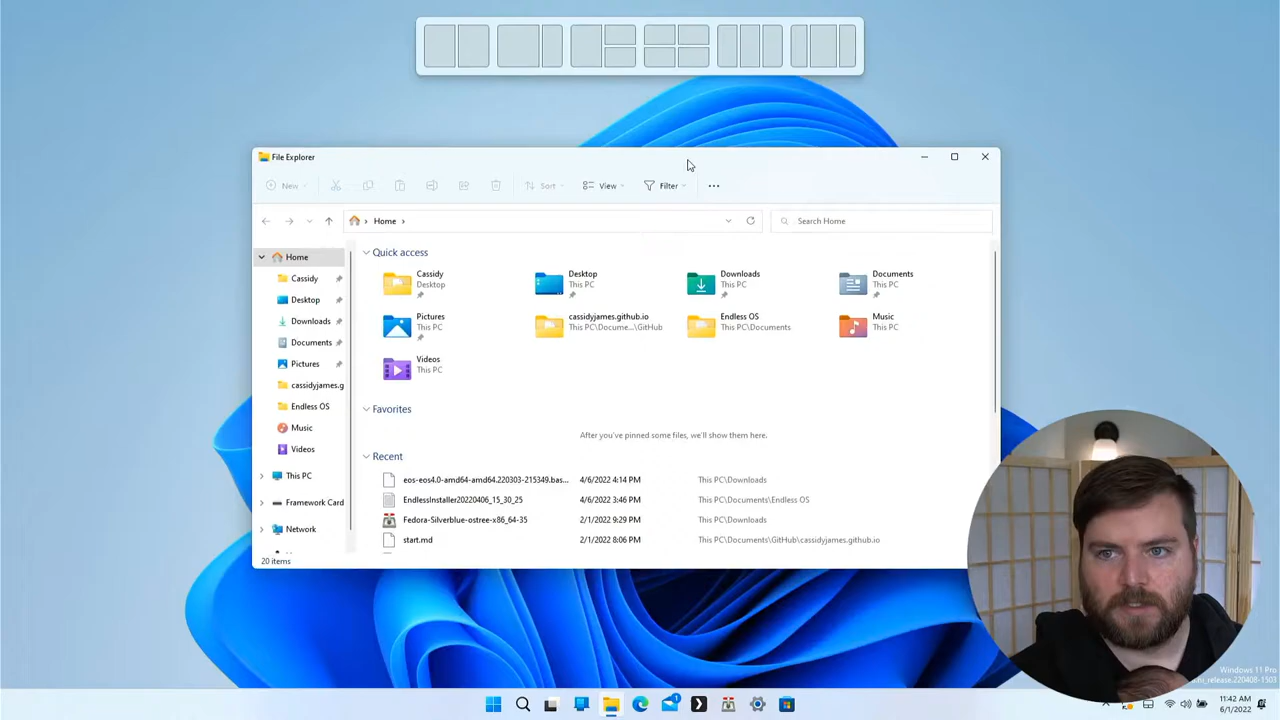 File Explorer
New
Sort
View
Filter
Home
Search Home
Home
Cassidy
Desktop
Downloads
Documents
Pictures
cassidyjames.g
Endless OS
Music
Videos
This PC
Framework Card
Network
Quick access
Cassidy
Desktop
Desktop
This PC
Downloads
This PC
Documents
This PC
Pictures
This PC
cassidyjames.github.io
This PC\Docume...\GitHub
Endless OS
This PC\Documents
Music
This PC
Videos
This PC
Favorites
After you've pinned some files, we'll show them here.
Recent
eos-eos4.0-amd64-amd64.220303-215349.bas... 4/6/2022 4:14 PM This PC\Downloads
EndlessInstaller20220406_15_30_25 4/6/2022 3:46 PM This PC\Documents\Endless OS
Fedora-Silverblue-ostree-x86_64-35 2/1/2022 9:29 PM This PC\Downloads
start.md 2/1/2022 8:06 PM This PC\Documents\GitHub\cassidyjames.github.io
20 items
Windows 11 Pro
ni_release.220408-1503
1
11:42 AM
6/1/2022